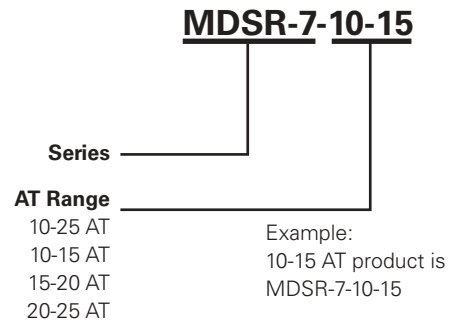 MDSR-7-10-15
Series
AT Range
10-25 AT
10-15 AT
15-20 AT
20-25 AT
Example:
10-15 AT product is
MDSR-7-10-15